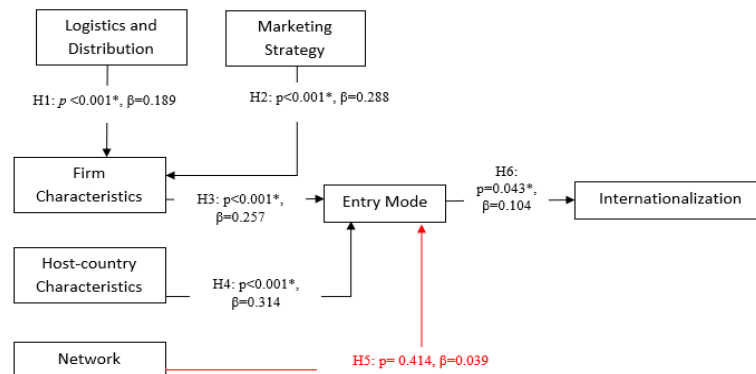 Logistics and
Distribution
Marketing
Strategy
H1: p <0.001*, β=0.189
H2: p<0.001*, β=0.288
Firm
Characteristics
H3: p<0.001*,
β=0.257
Entry Mode
H6:
p=0.043*,
β=0.104
Internationalization
Host-country
Characteristics
H4: p<0.001*,
β=0.314
Network
H5: p= 0.414, β=0.039